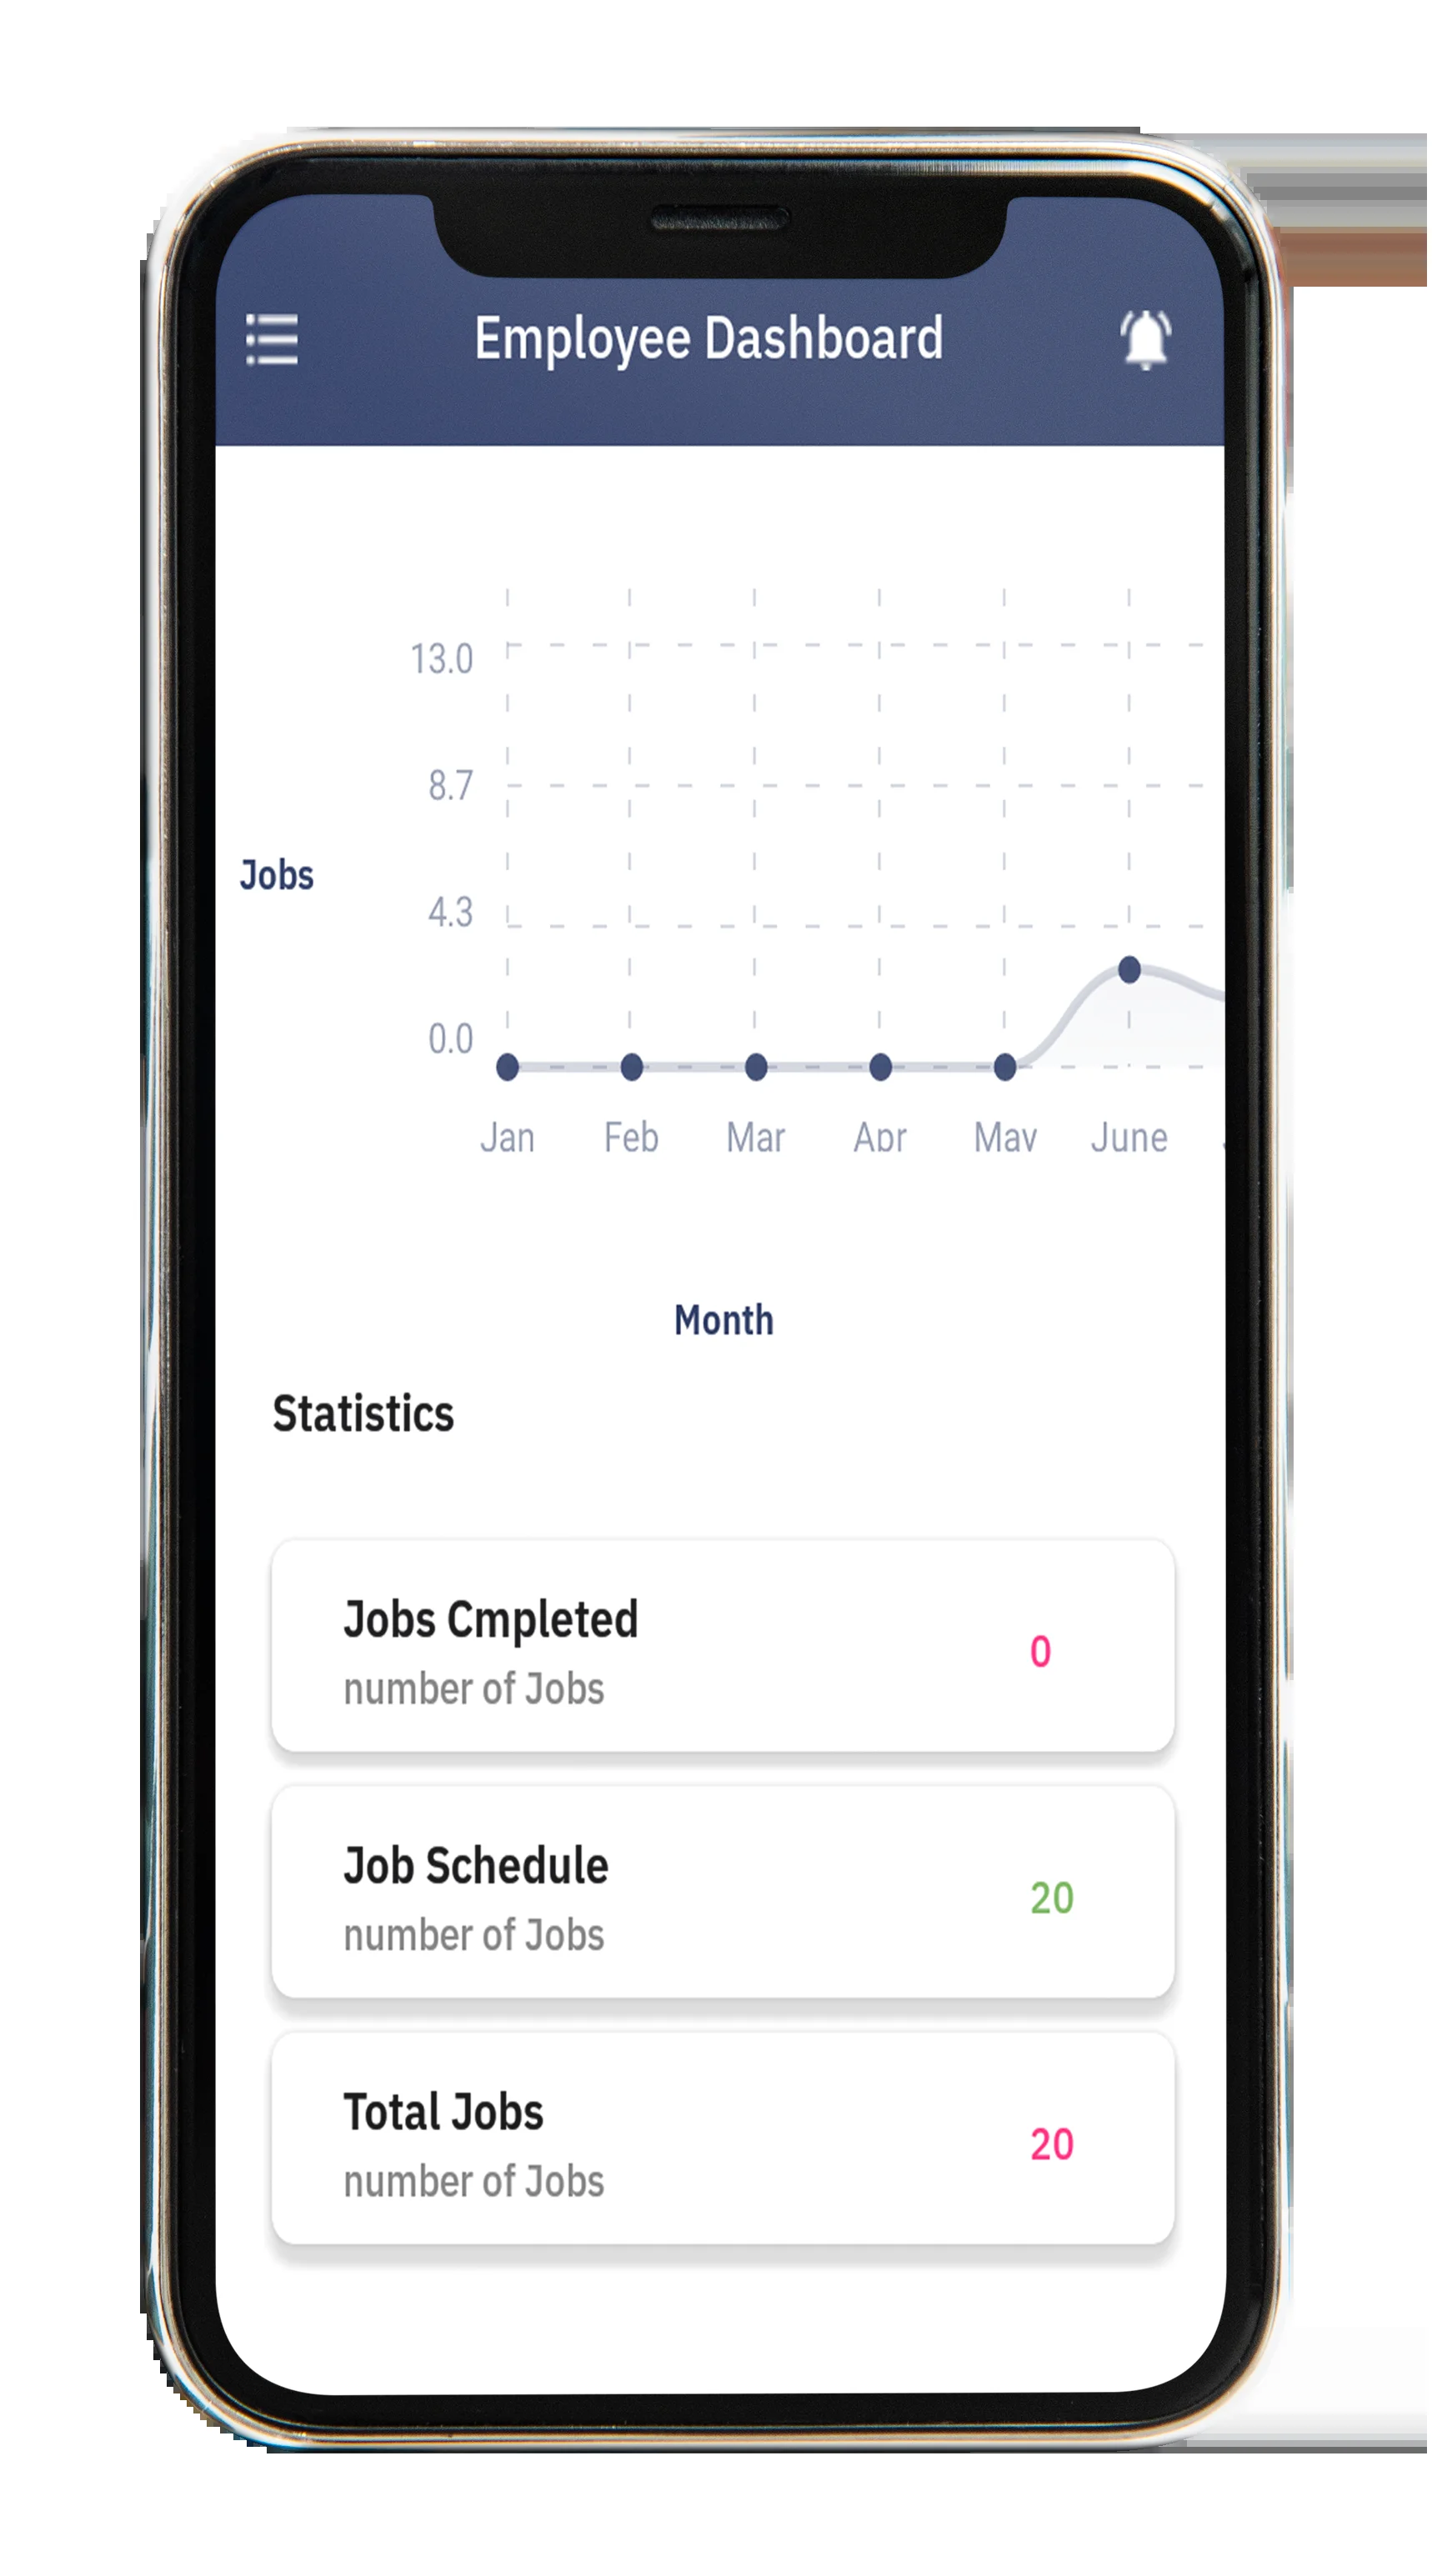 Employee Dashboard
13.0
8.7
Jobs
4.3
0.0
Jan Feb Mar Apr May June
Month
Statistics
Jobs Cmpleted
number of Jobs
0
Job Schedule
number of Jobs
20
Total Jobs
number of Jobs
20